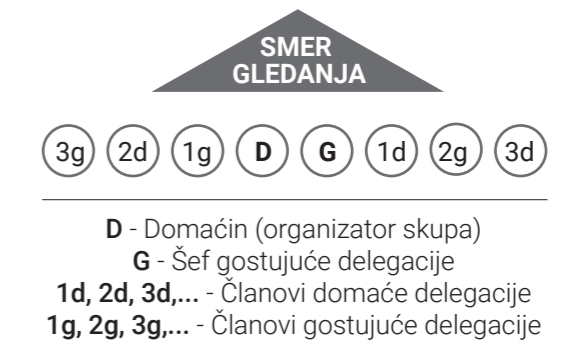 SMER
GLEDANJA
3g 2d 1g D G 1d 2g 3d
D - Domaćin (organizator skupa)
G - Šef gostujuće delegacije
1d, 2d, 3d,... - Članovi domaće delegacije
1g, 2g, 3g,... - Članovi gostujuće delegacije